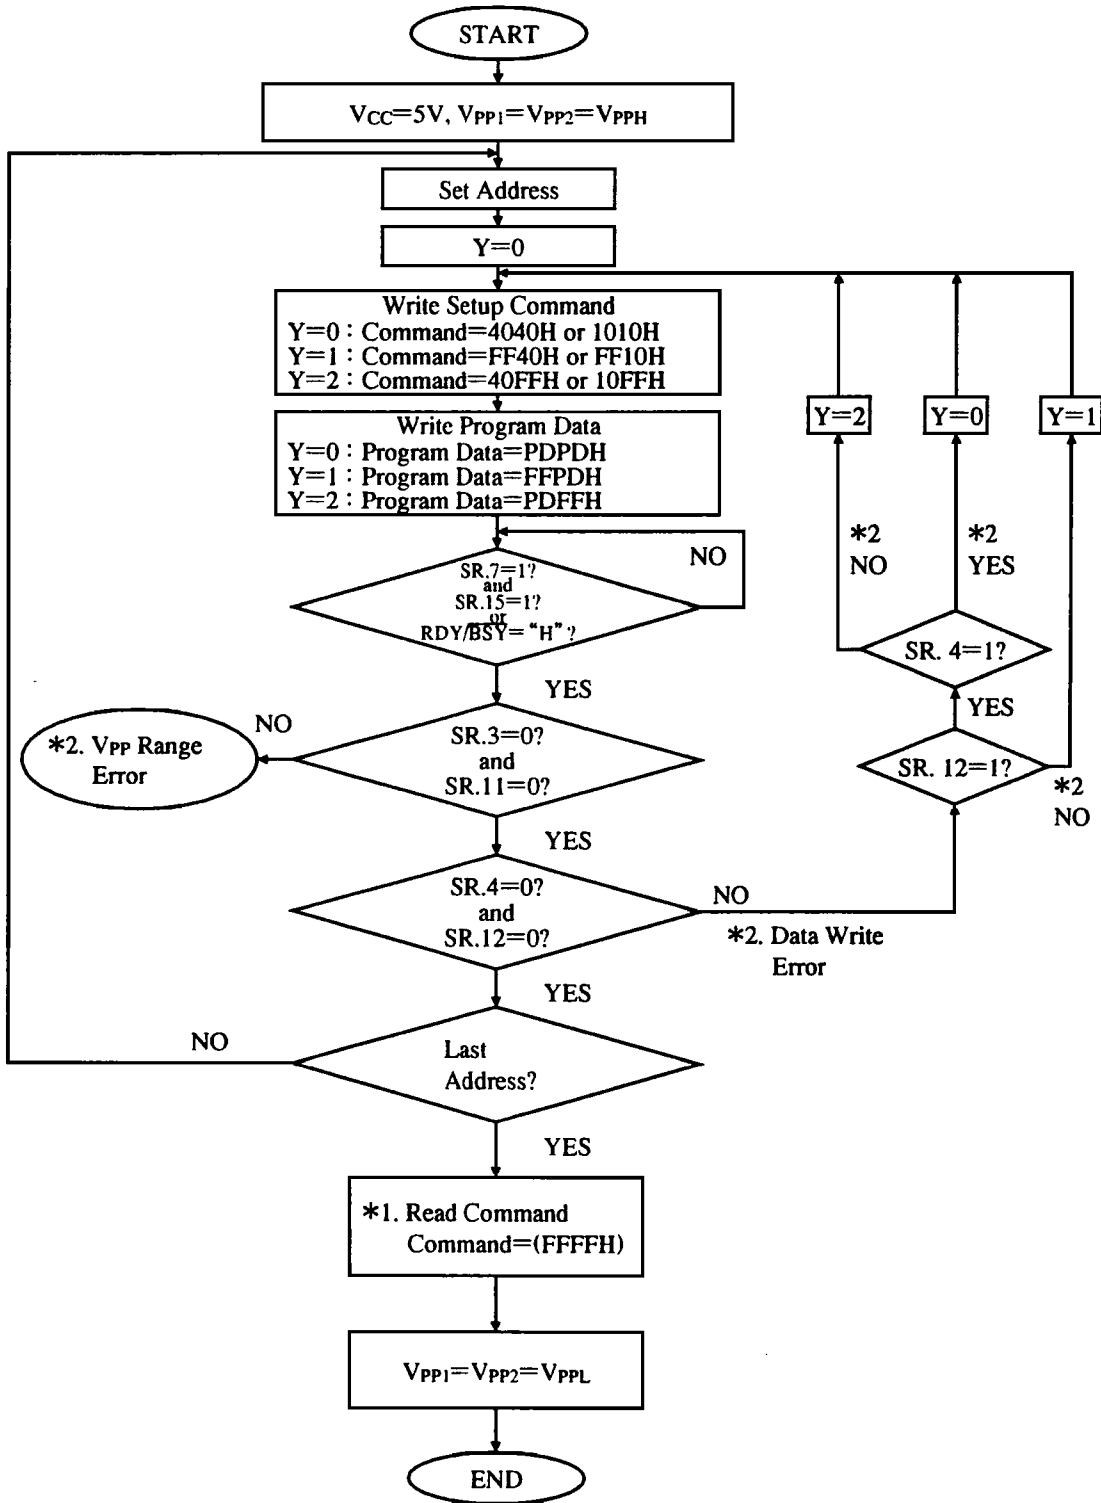 START
VCC=5V, VPP1=VPP2=VPPH
Set Address
Y=0
Write Setup Command
Y=0 : Command=4040H or 1010H
Y=1 : Command=FF40H or FF10H
Y=2 : Command=40FFH or 10FFH
Y=2
Y=0
Y=1
Write Program Data
Y=0 : Program Data=PDPDH
Y=1 : Program Data=FFPDH
Y=2 : Program Data=PDFFH
*2
NO
*2
YES
NO
SR.7=1?
and
SR.15=1?
or
RDY/BSY= “H” ?
SR. 4=1?
YES
YES
NO
*2. VPP Range
Error
SR.3=0?
and
SR.11=0?
SR. 12=1?
*2
NO
YES
SR.4=0?
and
SR.12=0?
NO
*2. Data Write
Error
YES
NO
Last
Address?
YES
*1. Read Command
Command=(FFFFH)
VPP1=VPP2=VPPL
END